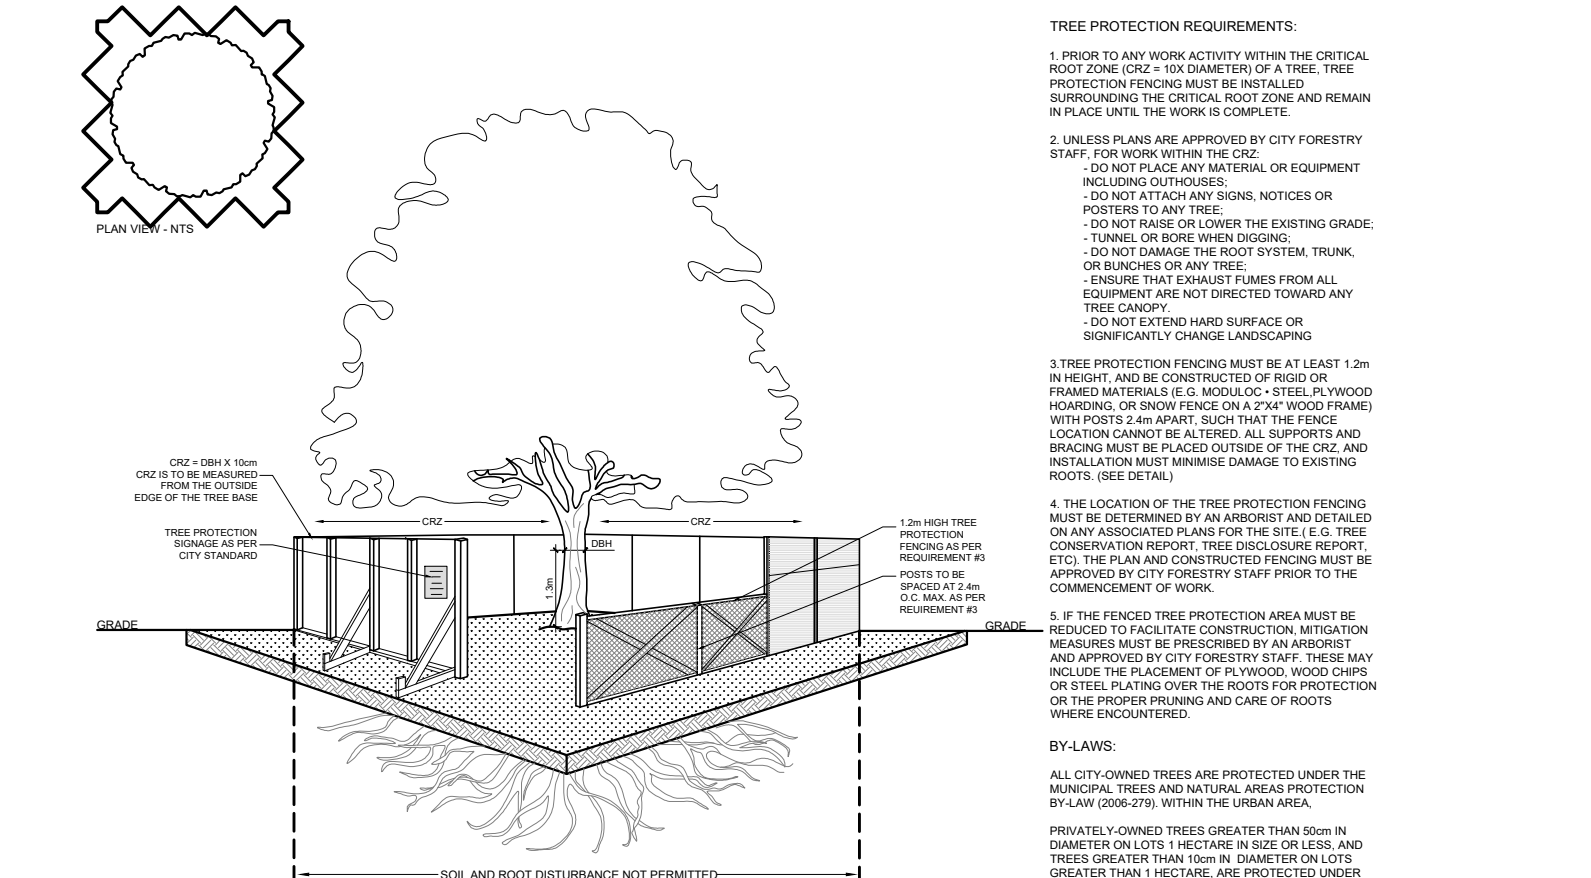 PLAN VIEW - NTS
CRZ = DBH X 10cm
CRZ IS TO BE MEASURED
FROM THE OUTSIDE
EDGE OF THE TREE BASE
TREE PROTECTION
SIGNAGE AS PER
CITY STANDARD
CRZ
CRZ
DBH
1.3m
1.2m HIGH TREE
PROTECTION
FENCING AS PER
REQUIREMENT #3
POSTS TO BE
SPACED AT 2.4m
O.C. MAX. AS PER
REUIREMENT #3
GRADE
GRADE
SOIL AND ROOT DISTURBANCE NOT PERMITTED
TREE PROTECTION REQUIREMENTS:
1. PRIOR TO ANY WORK ACTIVITY WITHIN THE CRITICAL
ROOT ZONE (CRZ = 10X DIAMETER) OF A TREE, TREE
PROTECTION FENCING MUST BE INSTALLED
SURROUNDING THE CRITICAL ROOT ZONE AND REMAIN
IN PLACE UNTIL THE WORK IS COMPLETE.
2. UNLESS PLANS ARE APPROVED BY CITY FORESTRY
STAFF, FOR WORK WITHIN THE CRZ:
- DO NOT PLACE ANY MATERIAL OR EQUIPMENT
INCLUDING OUTHOUSES;
- DO NOT ATTACH ANY SIGNS, NOTICES OR
POSTERS TO ANY TREE;
- DO NOT RAISE OR LOWER THE EXISTING GRADE;
- TUNNEL OR BORE WHEN DIGGING;
- DO NOT DAMAGE THE ROOT SYSTEM, TRUNK,
OR BUNCHES OR ANY TREE;
- ENSURE THAT EXHAUST FUMES FROM ALL
EQUIPMENT ARE NOT DIRECTED TOWARD ANY
TREE CANOPY.
- DO NOT EXTEND HARD SURFACE OR
SIGNIFICANTLY CHANGE LANDSCAPING
3.TREE PROTECTION FENCING MUST BE AT LEAST 1.2m
IN HEIGHT, AND BE CONSTRUCTED OF RIGID OR
FRAMED MATERIALS (E.G. MODULOC • STEEL,PLYWOOD
HOARDING, OR SNOW FENCE ON A 2"X4" WOOD FRAME)
WITH POSTS 2.4m APART, SUCH THAT THE FENCE
LOCATION CANNOT BE ALTERED. ALL SUPPORTS AND
BRACING MUST BE PLACED OUTSIDE OF THE CRZ, AND
INSTALLATION MUST MINIMISE DAMAGE TO EXISTING
ROOTS. (SEE DETAIL)
4. THE LOCATION OF THE TREE PROTECTION FENCING
MUST BE DETERMINED BY AN ARBORIST AND DETAILED
ON ANY ASSOCIATED PLANS FOR THE SITE.( E.G. TREE
CONSERVATION REPORT, TREE DISCLOSURE REPORT,
ETC). THE PLAN AND CONSTRUCTED FENCING MUST BE
APPROVED BY CITY FORESTRY STAFF PRIOR TO THE
COMMENCEMENT OF WORK.
5. IF THE FENCED TREE PROTECTION AREA MUST BE
REDUCED TO FACILITATE CONSTRUCTION, MITIGATION
MEASURES MUST BE PRESCRIBED BY AN ARBORIST
AND APPROVED BY CITY FORESTRY STAFF. THESE MAY
INCLUDE THE PLACEMENT OF PLYWOOD, WOOD CHIPS
OR STEEL PLATING OVER THE ROOTS FOR PROTECTION
OR THE PROPER PRUNING AND CARE OF ROOTS
WHERE ENCOUNTERED.
BY-LAWS:
ALL CITY-OWNED TREES ARE PROTECTED UNDER THE
MUNICIPAL TREES AND NATURAL AREAS PROTECTION
BY-LAW (2006-279). WITHIN THE URBAN AREA,
PRIVATELY-OWNED TREES GREATER THAN 50cm IN
DIAMETER ON LOTS 1 HECTARE IN SIZE OR LESS, AND
TREES GREATER THAN 10cm IN DIAMETER ON LOTS
GREATER THAN 1 HECTARE, ARE PROTECTED UNDER